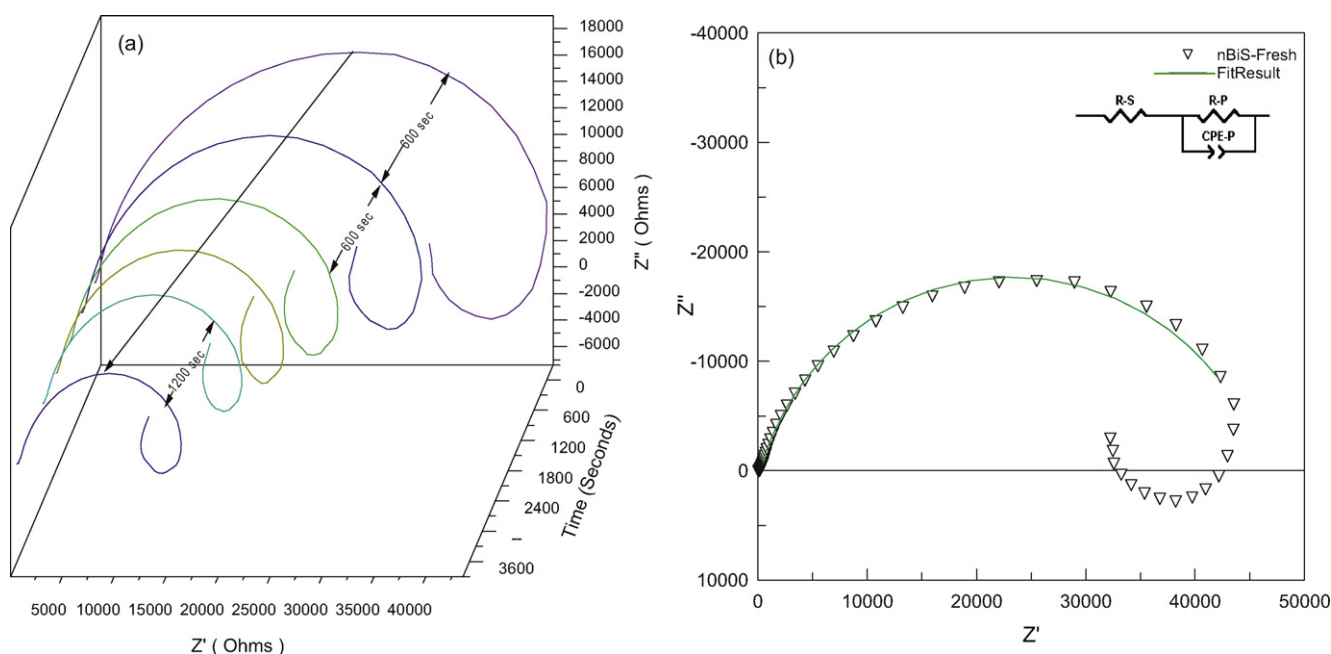 (a)
18000
16000
14000
12000
10000
8000
6000
4000
2000
0
-2000
-4000
-6000
Z" ( Ohms )
600 sec
600 sec
1200 sec
0
600
1200
1800
2400
–
3600
Time (Seconds)
5000 10000 15000 20000 25000 30000 35000 40000
Z' ( Ohms )
(b)
-40000
-30000
-20000
-10000
0
10000
Z''
nBiS-Fresh
FitResult
R-S R-P
CPE-P
0 10000 20000 30000 40000 50000
Z'